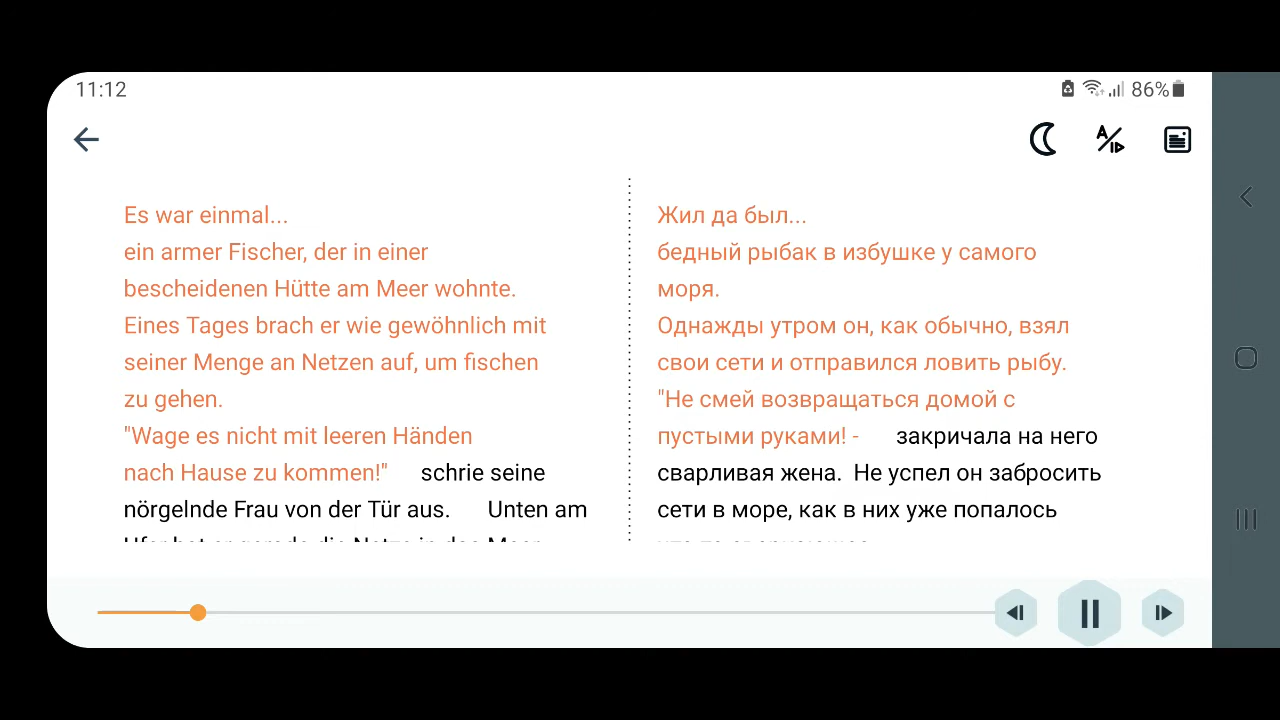 11:12
86%
Es war einmal...
ein armer Fischer, der in einer
bescheidenen Hütte am Meer wohnte.
Eines Tages brach er wie gewöhnlich mit
seiner Menge an Netzen auf, um fischen
zu gehen.
"Wage es nicht mit leeren Händen
nach Hause zu kommen!" schrie seine
nörgelnde Frau von der Tür aus. Unten am
Жил да был...
бедный рыбак в избушке у самого
моря.
Однажды утром он, как обычно, взял
свои сети и отправился ловить рыбу.
"Не смей возвращаться домой с
пустыми руками! - закричала на него
сварливая жена. Не успел он забросить
сети в море, как в них уже попалось